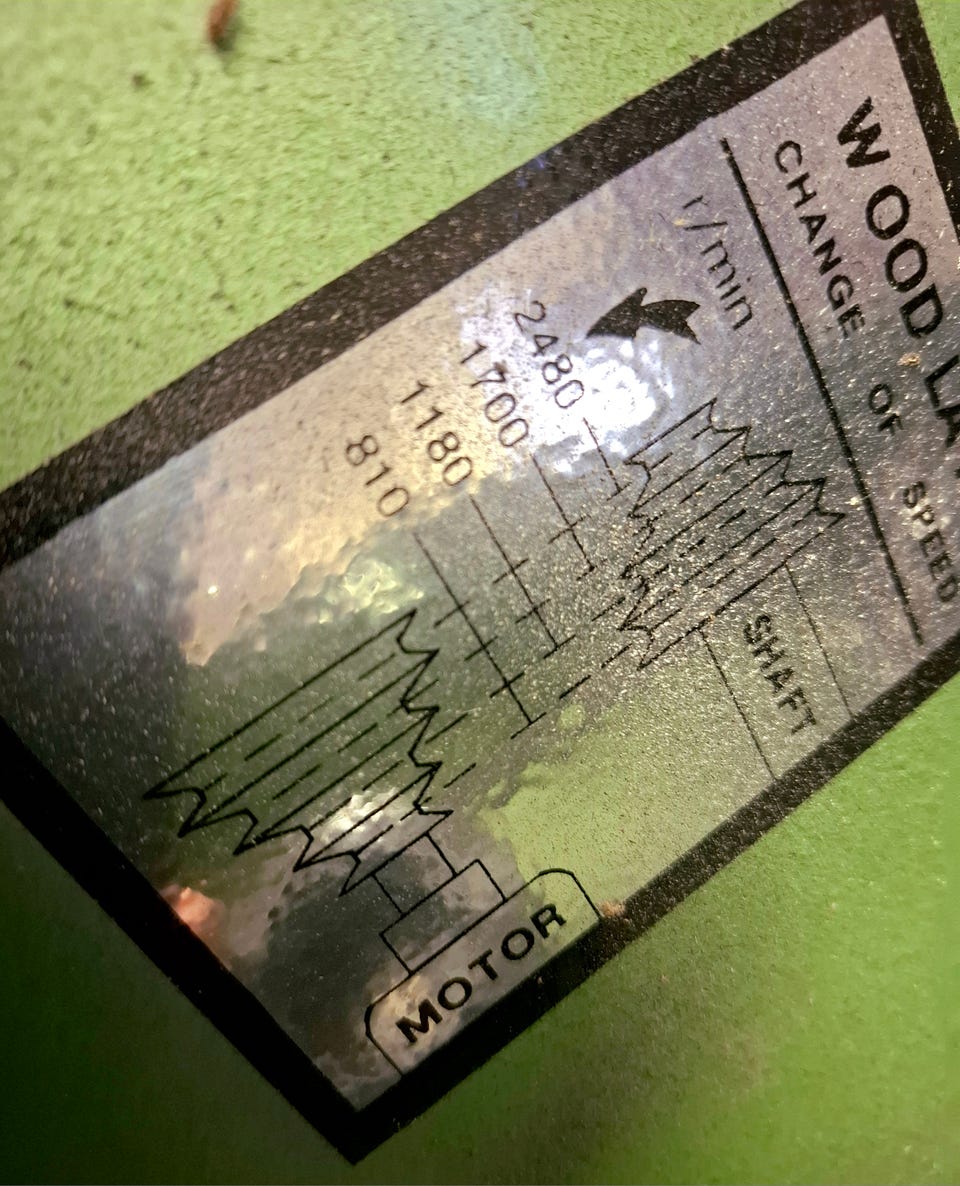 WOOD LA
CHANGE OF SPEED
r/min
2480
1700
1180
810
SHAFT
MOTOR